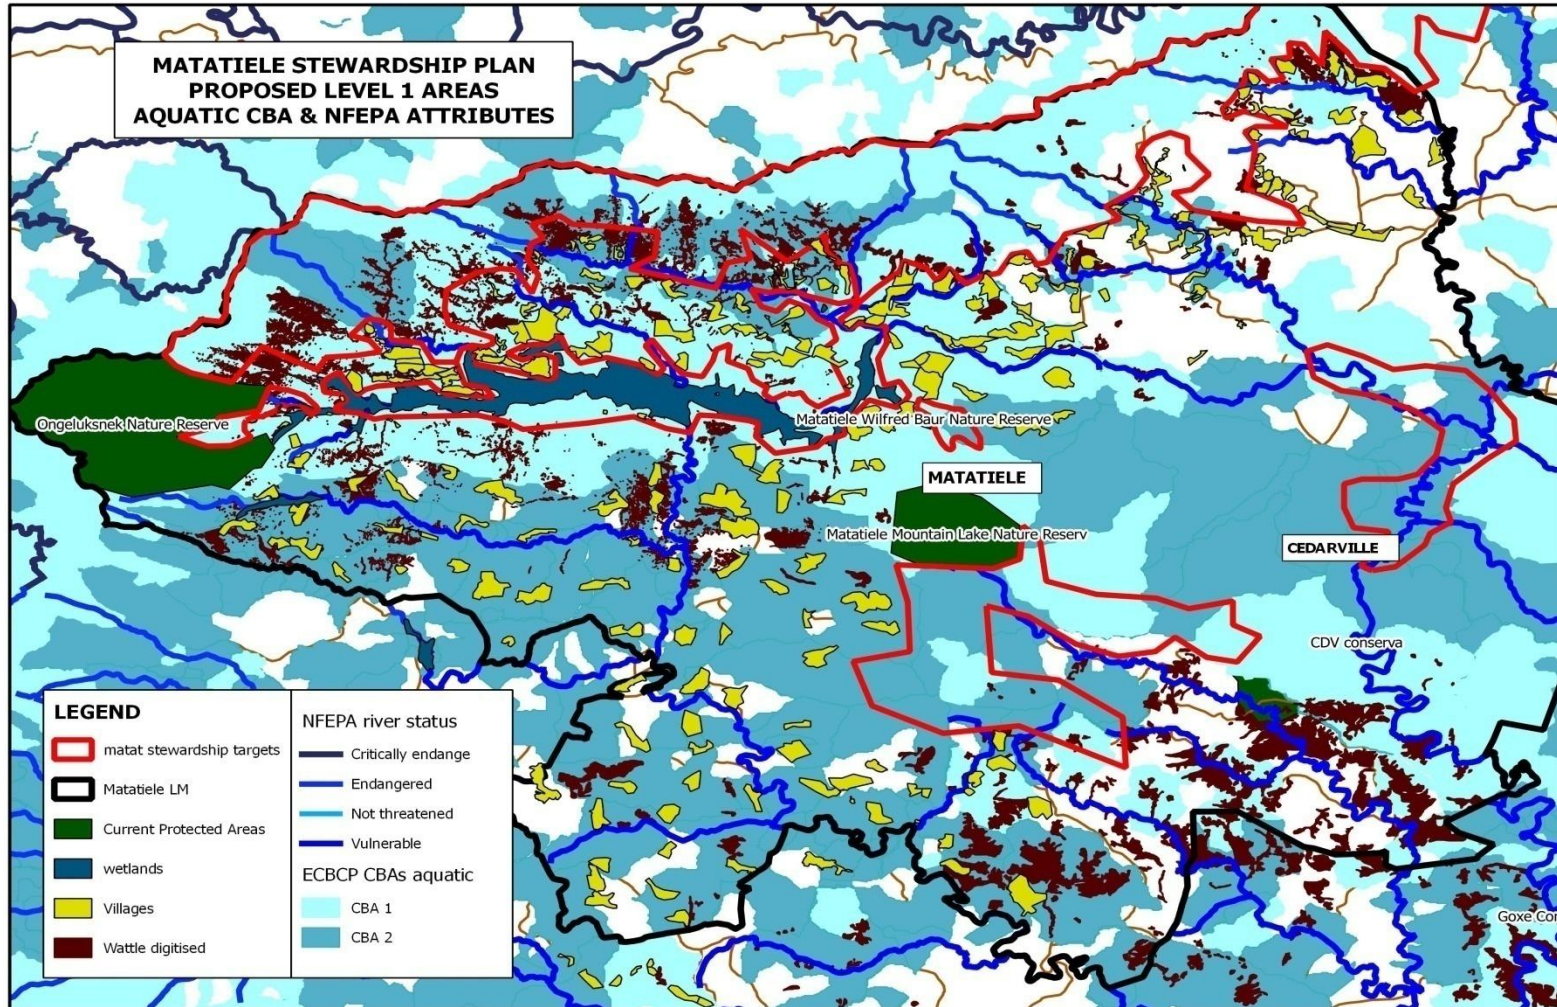 MATATIELE STEWARDSHIP PLAN
PROPOSED LEVEL 1 AREAS
AQUATIC CBA & NFEPA ATTRIBUTES
Ongeluksnek Nature Reserve
Matatiele Wilfred Baur Nature Reserve
MATATIELE
Matatiele Mountain Lake Nature Reserv
CEDARVILLE
CDV conserva
Goxe Con
LEGEND
matat stewardship targets
Matatiele LM
Current Protected Areas
wetlands
Villages
Wattle digitised
NFEPA river status
Critically endange
Endangered
Not threatened
Vulnerable
ECBCP CBAs aquatic
CBA 1
CBA 2